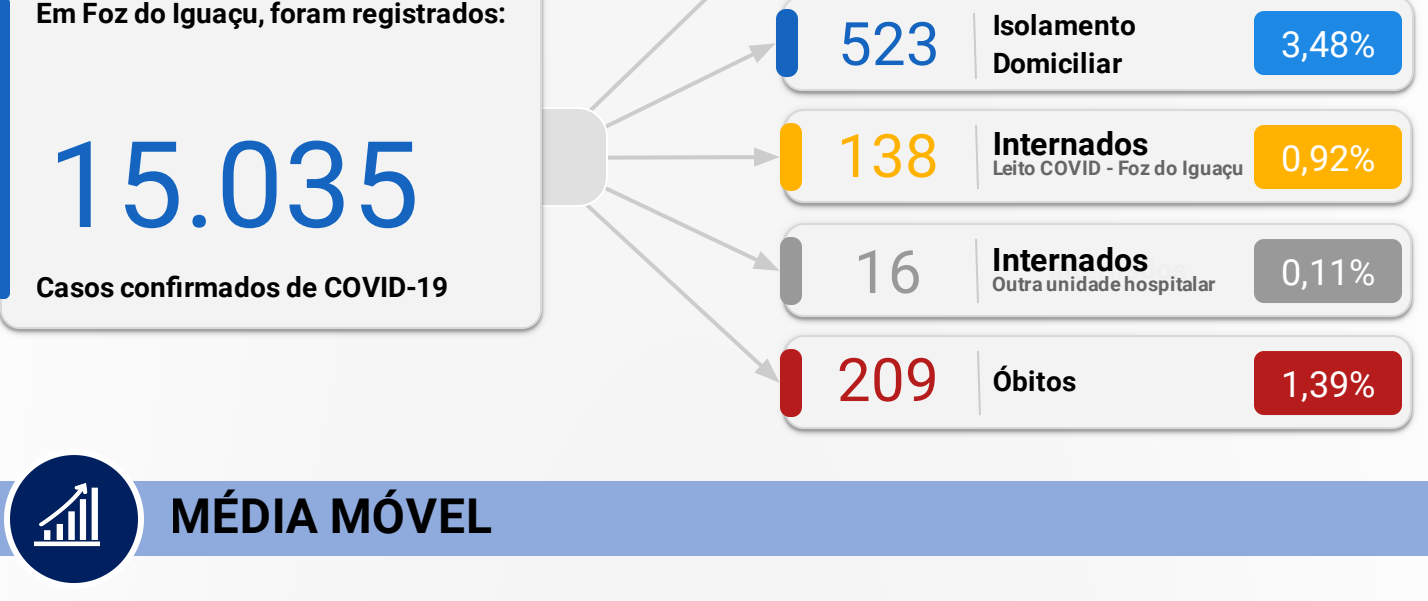 Em Foz do Iguaçu, foram registrados:
15.035
Casos confirmados de COVID-19
523
Isolamento
Domiciliar
3,48%
138
Internados
Leito COVID - Foz do Iguaçu
0,92%
16
Internados
Outra unidade hospitalar
0,11%
209
Óbitos
1,39%
MÉDIA MÓVEL